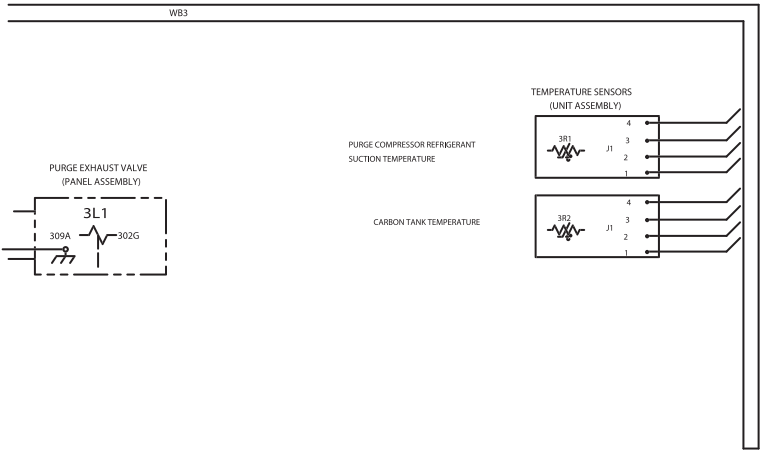 WB3
TEMPERATURE SENSORS
(UNIT ASSEMBLY)
PURGE COMPRESSOR REFRIGERANT
SUCTION TEMPERATURE
3R1
J1
4
3
2
1
PURGE EXHAUST VALVE
(PANEL ASSEMBLY)
3L1
309A
302G
CARBON TANK TEMPERATURE
3R2
J1
4
3
2
1